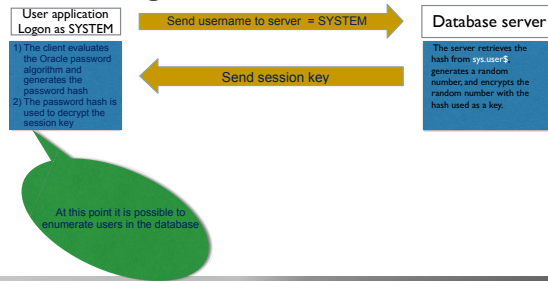 User application
Logon as SYSTEM
Send username to server = SYSTEM
Database server
1) The client evaluates
the Oracle password
algorithm and
generates the
password hash
2) The password hash is
used to decrypt the
session key
Send session key
The server retrieves the
hash from sys.user$,
generates a random
number, and encrypts the
random number with the
hash used as a key.
At this point it is possible to
enumerate users in the database